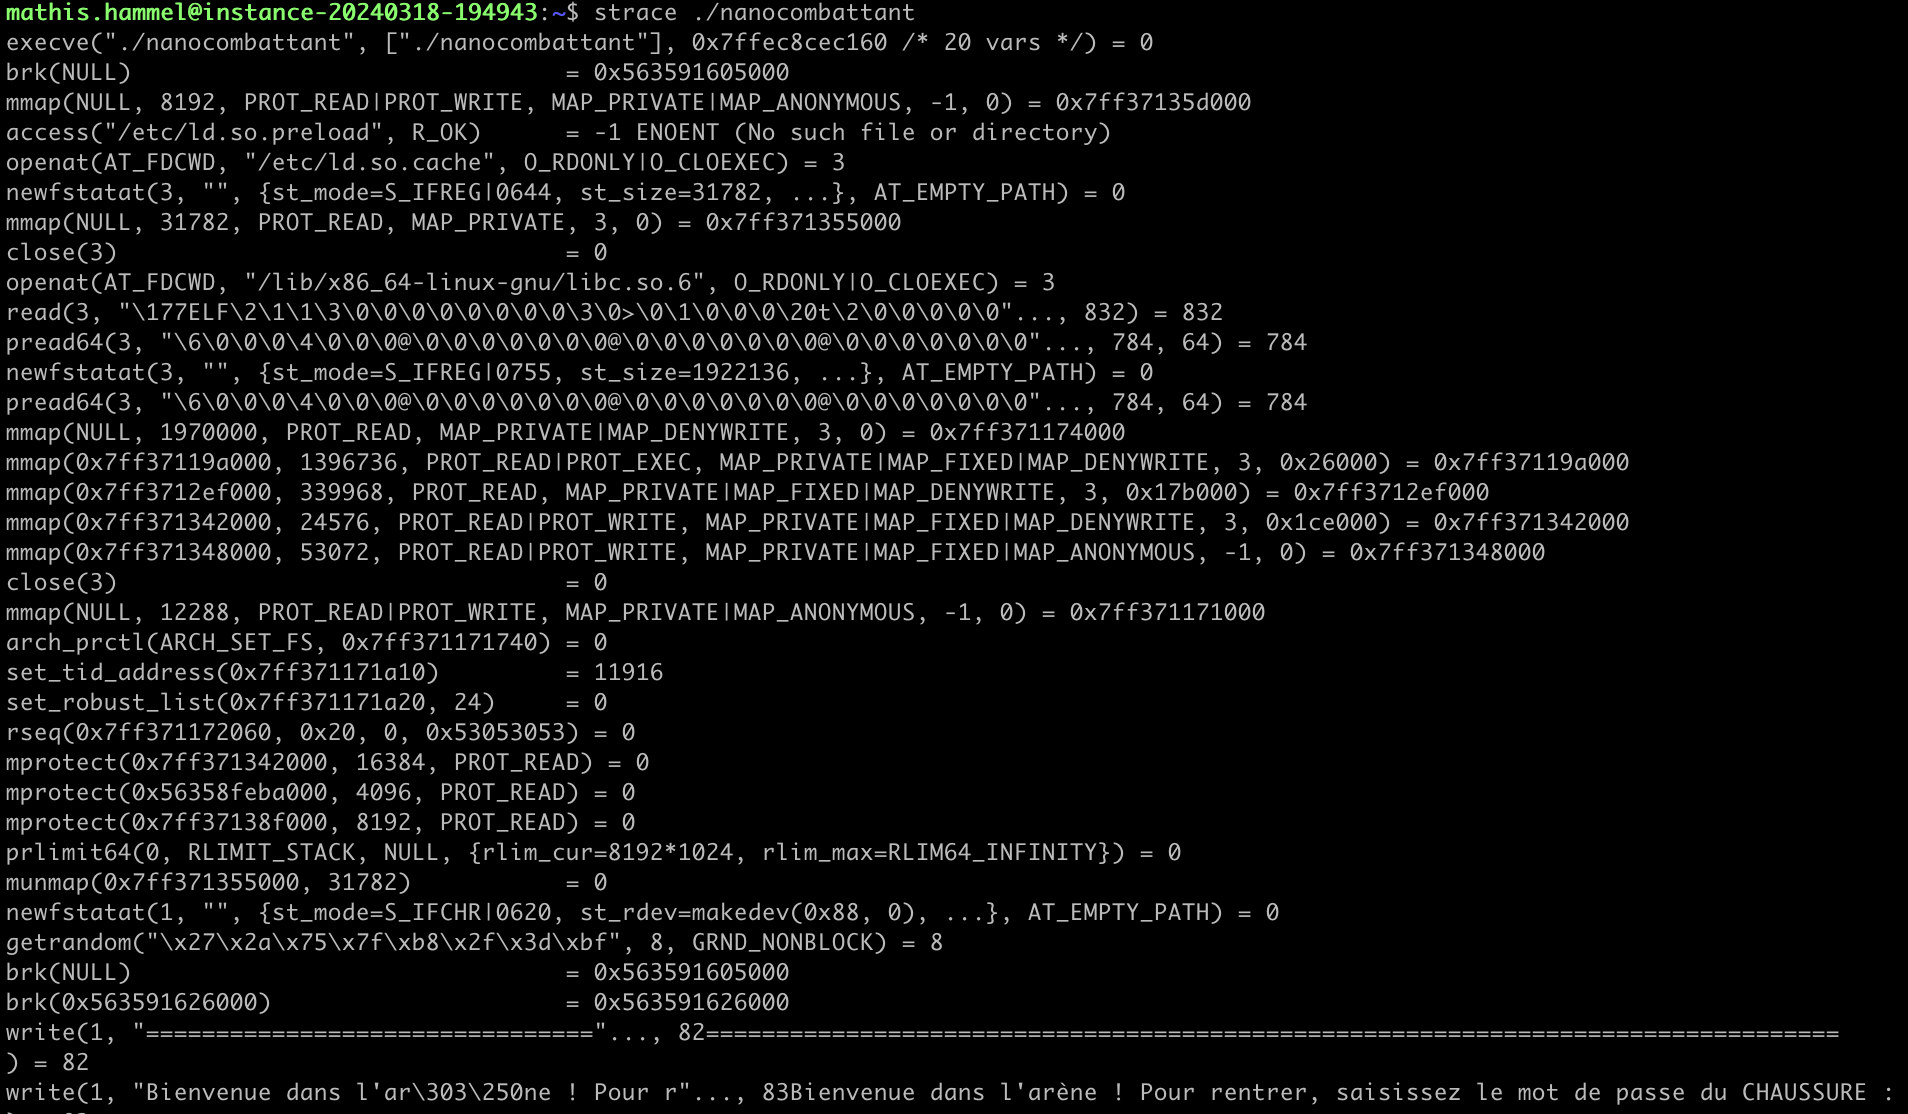 mathis.hammel@instance-20240318-194943:~$ strace ./nanocombattant
execve("./nanocombattant", ["./nanocombattant"], 0x7ffec8cec160 /* 20 vars */) = 0
brk(NULL)                               = 0x563591605000
mmap(NULL, 8192, PROT_READ|PROT_WRITE, MAP_PRIVATE|MAP_ANONYMOUS, -1, 0) = 0x7ff37135d000
access("/etc/ld.so.preload", R_OK)      = -1 ENOENT (No such file or directory)
openat(AT_FDCWD, "/etc/ld.so.cache", O_RDONLY|O_CLOEXEC) = 3
newfstatat(3, "", {st_mode=S_IFREG|0644, st_size=31782, ...}, AT_EMPTY_PATH) = 0
mmap(NULL, 31782, PROT_READ, MAP_PRIVATE, 3, 0) = 0x7ff371355000
close(3)                                = 0
openat(AT_FDCWD, "/lib/x86_64-linux-gnu/libc.so.6", O_RDONLY|O_CLOEXEC) = 3
read(3, "\177ELF\2\1\1\3\0\0\0\0\0\0\0\0\3\0>\0\1\0\0\0\20t\2\0\0\0\0\0"..., 832) = 832
pread64(3, "\6\0\0\0\4\0\0\0@\0\0\0\0\0\0\0@\0\0\0\0\0\0\0@\0\0\0\0\0\0\0"..., 784, 64) = 784
newfstatat(3, "", {st_mode=S_IFREG|0755, st_size=1922136, ...}, AT_EMPTY_PATH) = 0
pread64(3, "\6\0\0\0\4\0\0\0@\0\0\0\0\0\0\0@\0\0\0\0\0\0\0@\0\0\0\0\0\0\0"..., 784, 64) = 784
mmap(NULL, 1970000, PROT_READ, MAP_PRIVATE|MAP_DENYWRITE, 3, 0) = 0x7ff371174000
mmap(0x7ff37119a000, 1396736, PROT_READ|PROT_EXEC, MAP_PRIVATE|MAP_FIXED|MAP_DENYWRITE, 3, 0x26000) = 0x7ff37119a000
mmap(0x7ff3712ef000, 339968, PROT_READ, MAP_PRIVATE|MAP_FIXED|MAP_DENYWRITE, 3, 0x17b000) = 0x7ff3712ef000
mmap(0x7ff371342000, 24576, PROT_READ|PROT_WRITE, MAP_PRIVATE|MAP_FIXED|MAP_DENYWRITE, 3, 0x1ce000) = 0x7ff371342000
mmap(0x7ff371348000, 53072, PROT_READ|PROT_WRITE, MAP_PRIVATE|MAP_FIXED|MAP_ANONYMOUS, -1, 0) = 0x7ff371348000
close(3)                                = 0
mmap(NULL, 12288, PROT_READ|PROT_WRITE, MAP_PRIVATE|MAP_ANONYMOUS, -1, 0) = 0x7ff371171000
arch_prctl(ARCH_SET_FS, 0x7ff371171740) = 0
set_tid_address(0x7ff371171a10)         = 11916
set_robust_list(0x7ff371171a20, 24)     = 0
rseq(0x7ff371172060, 0x20, 0, 0x53053053) = 0
mprotect(0x7ff371342000, 16384, PROT_READ) = 0
mprotect(0x56358feba000, 4096, PROT_READ) = 0
mprotect(0x7ff37138f000, 8192, PROT_READ) = 0
prlimit64(0, RLIMIT_STACK, NULL, {rlim_cur=8192*1024, rlim_max=RLIM64_INFINITY}) = 0
munmap(0x7ff371355000, 31782)           = 0
newfstatat(1, "", {st_mode=S_IFCHR|0620, st_rdev=makedev(0x88, 0), ...}, AT_EMPTY_PATH) = 0
getrandom("\x27\x2a\x75\x7f\xb8\x2f\x3d\xbf", 8, GRND_NONBLOCK) = 8
brk(NULL)                               = 0x563591605000
brk(0x563591626000)                     = 0x563591626000
write(1, "================================"..., 82=================================================================================
) = 82
write(1, "Bienvenue dans l'ar\303\250ne ! Pour r"..., 83Bienvenue dans l'arène ! Pour rentrer, saisissez le mot de passe du CHAUSSURE :